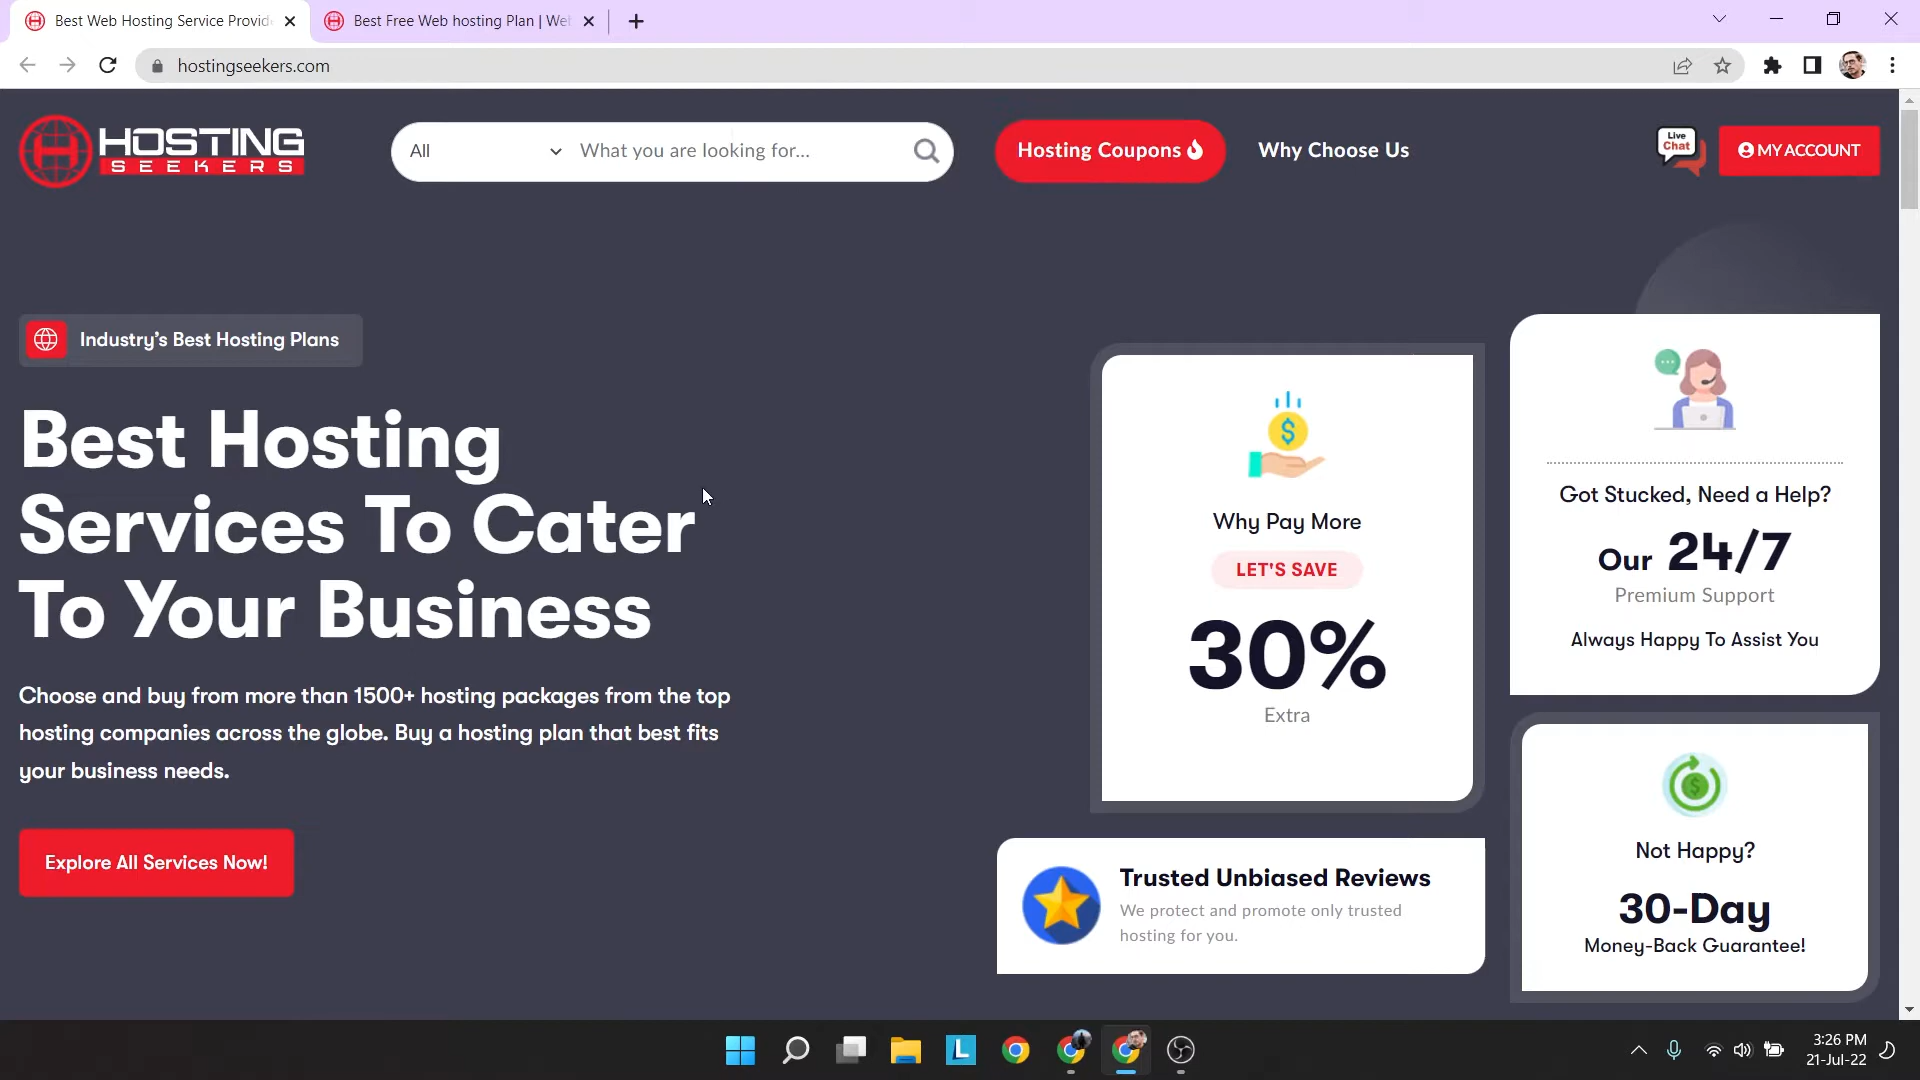 Best Web Hosting Service Provid
Best Free Web hosting Plan | We
hostingseekers.com
HOSTING
SEEKERS
All
What you are looking for...
Hosting Coupons
Why Choose Us
Live
Chat
MY ACCOUNT
Industry's Best Hosting Plans
Best Hosting
Services To Cater
To Your Business
Choose and buy from more than 1500+ hosting packages from the top
hosting companies across the globe. Buy a hosting plan that best fits
your business needs.
Explore All Services Now!
Why Pay More
LET'S SAVE
30%
Extra
Trusted Unbiased Reviews
We protect and promote only trusted
hosting for you.
Got Stucked, Need a Help?
Our 24/7
Premium Support
Always Happy To Assist You
Not Happy?
30-Day
Money-Back Guarantee!
L
3:26 PM
21-Jul-22